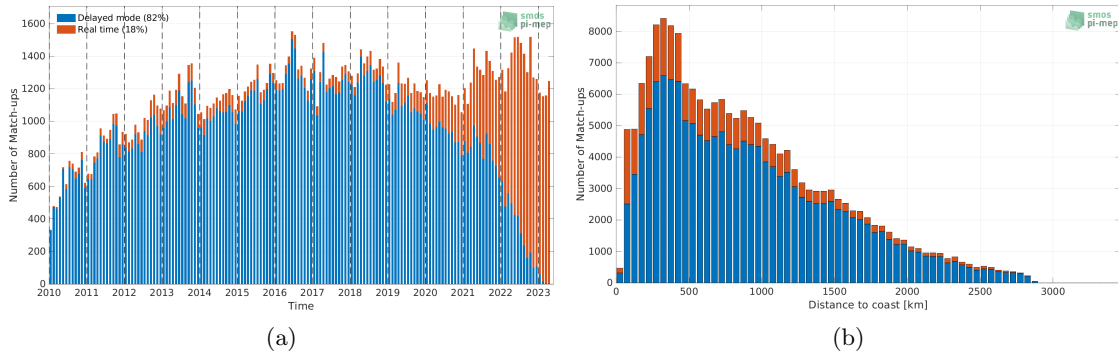 Delayed mode (82%)
Real time (18%)
smos
pi-mep
Number of Match-ups
1600
1400
1200
1000
800
600
400
200
0
2010 2011 2012 2013 2014 2015 2016 2017 2018 2019 2020 2021 2022 2023
Time
(a)
smos
pi-mep
Number of Match-ups
8000
7000
6000
5000
4000
3000
2000
1000
0
0 500 1000 1500 2000 2500 3000
Distance to coast [km]
(b)